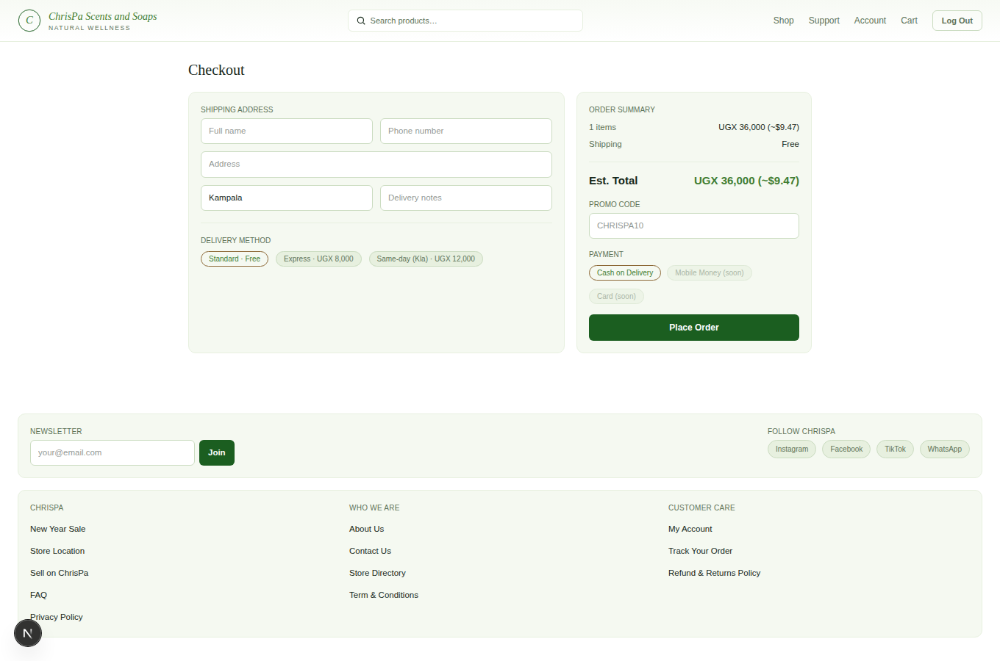 C
ChrisPa Scents and Soaps
NATURAL WELLNESS
Search products…
Shop
Support
Account
Cart
Log Out
Checkout
SHIPPING ADDRESS
Full name
Phone number
Address
Kampala
Delivery notes
DELIVERY METHOD
Standard · Free
Express · UGX 8,000
Same-day (Kla) · UGX 12,000
ORDER SUMMARY
1 items UGX 36,000 (~$9.47)
Shipping Free
Est. Total UGX 36,000 (~$9.47)
PROMO CODE
CHRISPA10
PAYMENT
Cash on Delivery
Mobile Money (soon)
Card (soon)
Place Order
NEWSLETTER
your@email.com
Join
FOLLOW CHRISPA
Instagram
Facebook
TikTok
WhatsApp
CHRISPA
New Year Sale
Store Location
Sell on ChrisPa
FAQ
Privacy Policy
WHO WE ARE
About Us
Contact Us
Store Directory
Term & Conditions
CUSTOMER CARE
My Account
Track Your Order
Refund & Returns Policy
N